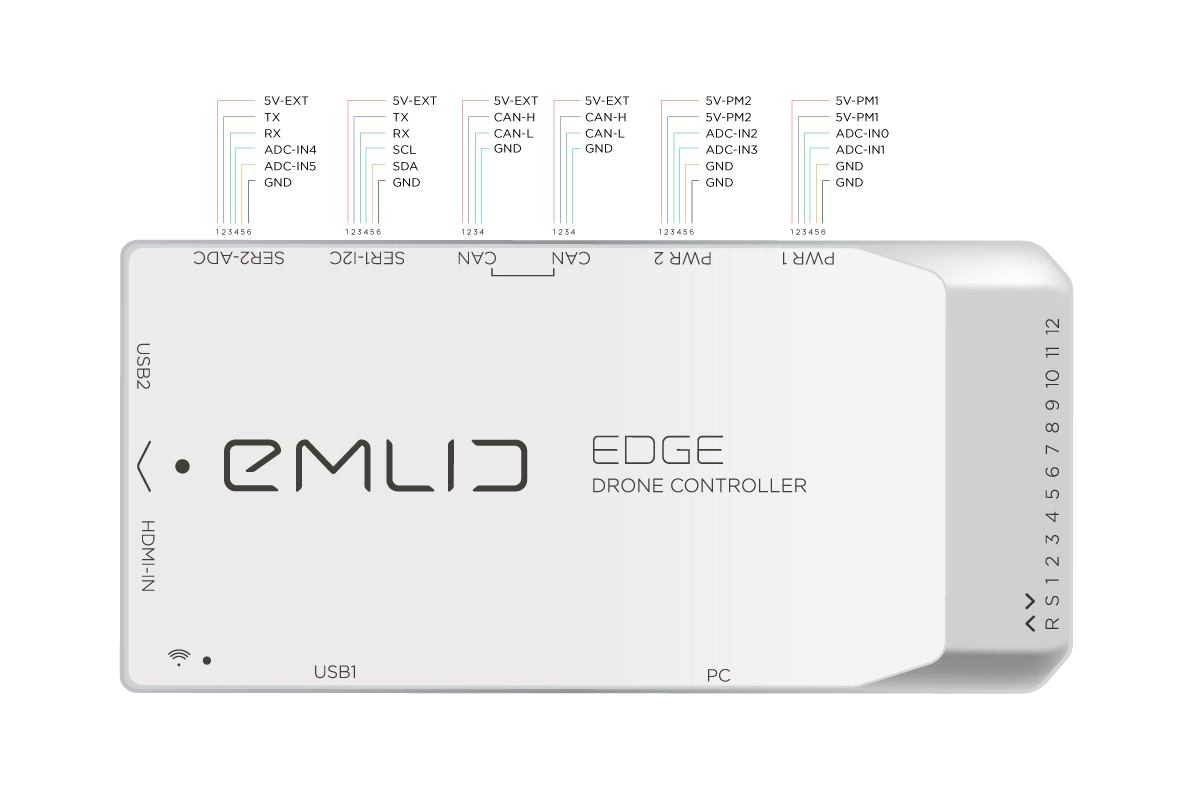 5V-EXT
TX
RX
ADC-IN4
ADC-IN5
GND
5V-EXT
TX
RX
SCL
SDA
GND
5V-EXT
CAN-H
CAN-L
GND
5V-EXT
CAN-H
CAN-L
GND
5V-PM2
5V-PM2
ADC-IN2
ADC-IN3
GND
GND
5V-PM1
5V-PM1
ADC-IN0
ADC-IN1
GND
GND
1 2 3 4 5 6
1 2 3 4 5 6
1 2 3 4
1 2 3 4
1 2 3 4 5 6
1 2 3 4 5 6
SER2-ADC
SER1-I2C
CAN
CAN
PWR 2
PWR 1
USB2
HDMI-IN
EMLID
EDGE
DRONE CONTROLLER
USB1
PC
R S 1 2 3 4 5 6 7 8 9 10 11 12